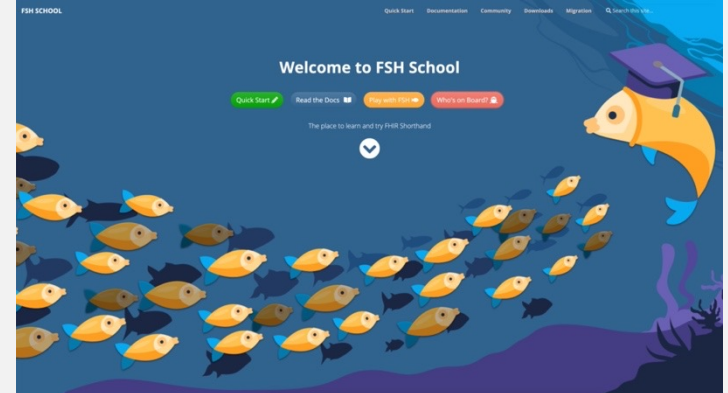 FSH SCHOOL
Quick Start Documentation Community Downloads Migration Search this site...
Welcome to FSH School
Quick Start Read the Docs Play with FSH Who's on Board?
The place to learn and try FHIR Shorthand